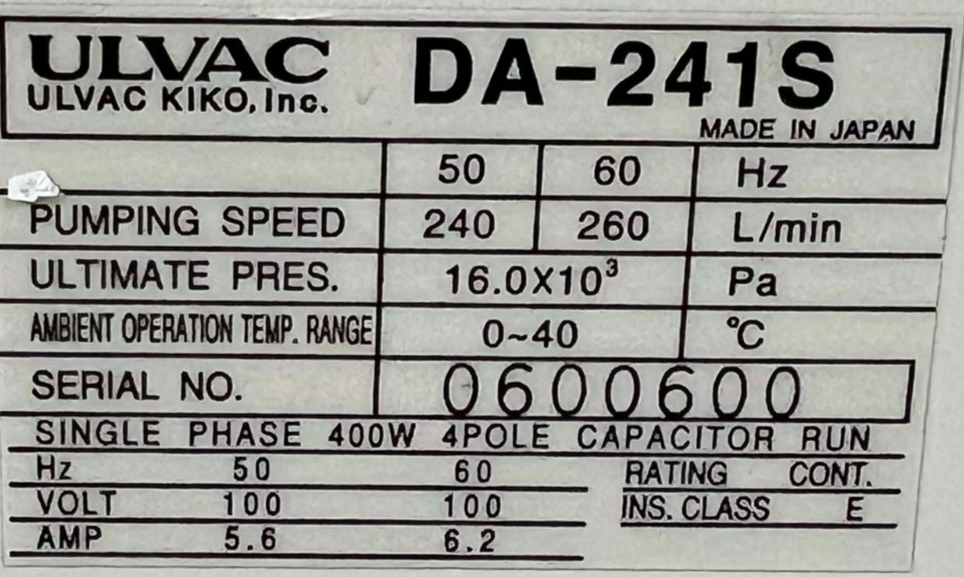 ULVAC DA-241S
ULVAC KIKO, Inc.
MADE IN JAPAN
50 60 Hz
PUMPING SPEED 240 260 L/min
ULTIMATE PRES. 16.0X10³ Pa
AMBIENT OPERATION TEMP. RANGE 0~40 ℃
SERIAL NO. 0600600
SINGLE PHASE 400W 4POLE CAPACITOR RUN
Hz 50 60 RATING CONT.
VOLT 100 100 INS. CLASS E
AMP 5.6 6.2